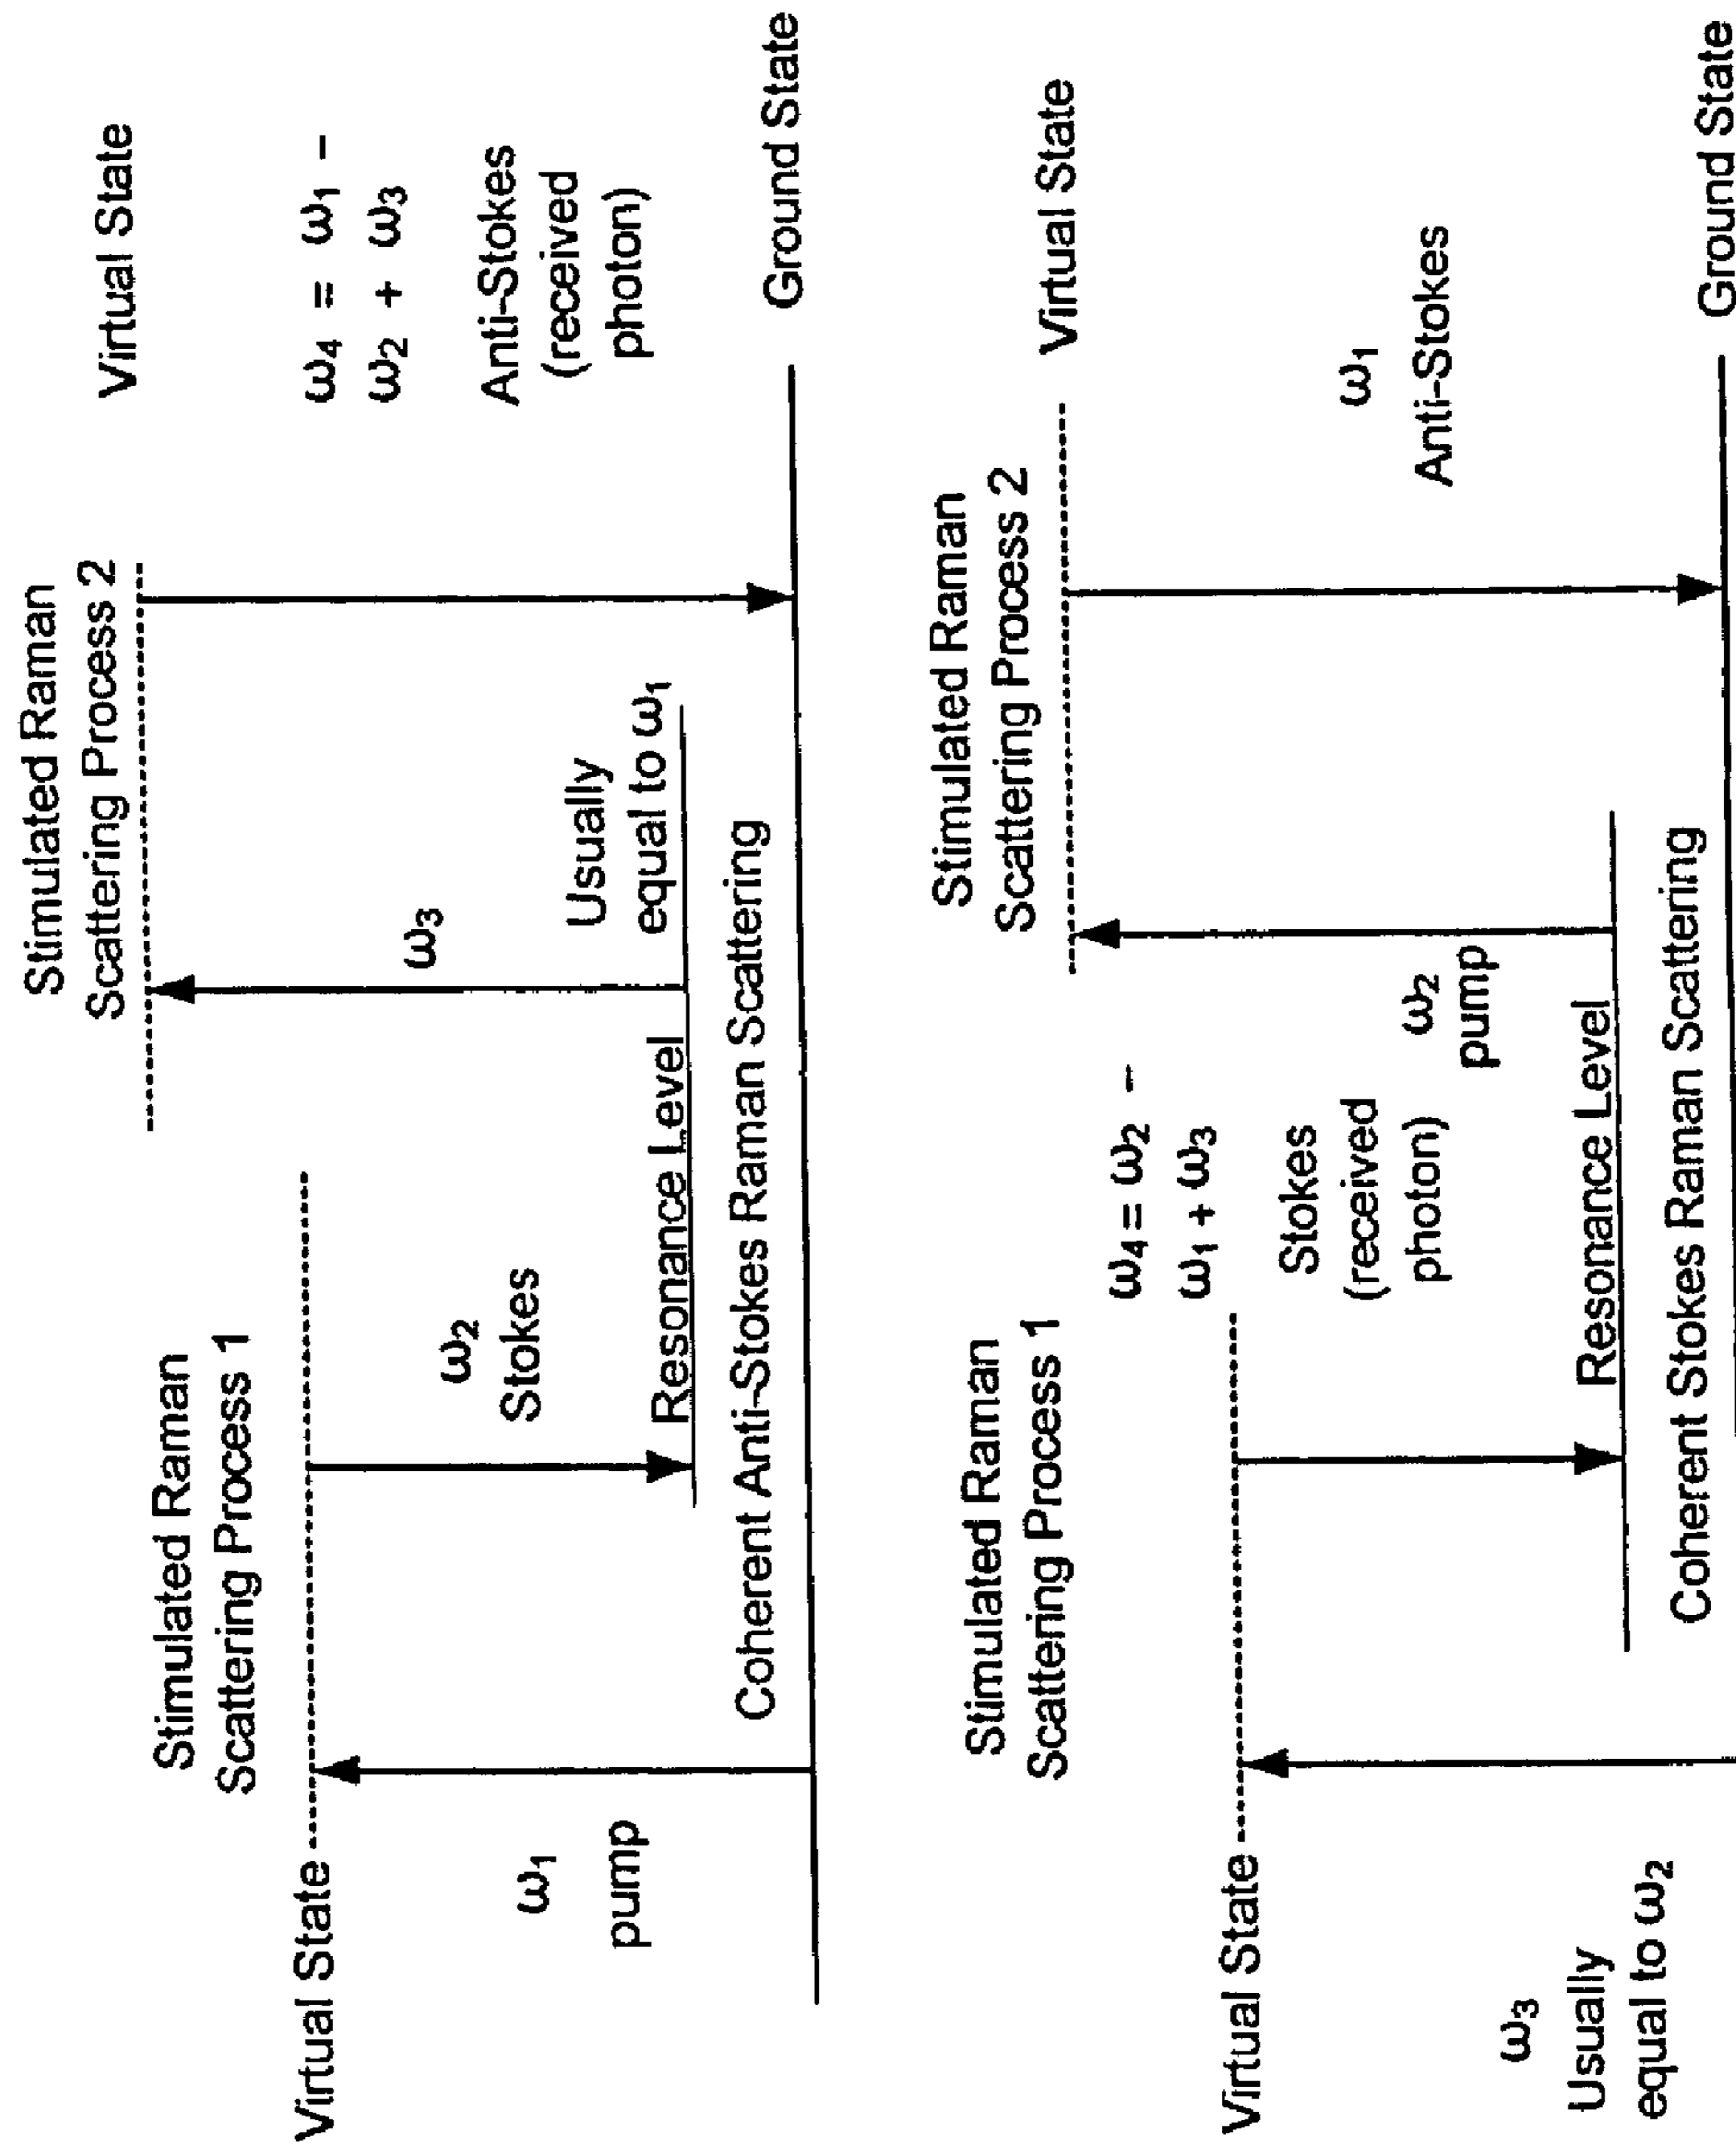 Stimulated Raman
Scattering Process 2
Stimulated Raman
Scattering Process 1
Virtual State
Virtual State
ω₁
pump
ω₂
Stokes
ω₃
Usually
equal to ω₁
ω₄ = ω₁ −
ω₂ + ω₃
Anti-Stokes
(received
photon)
Resonance Level
Coherent Anti-Stokes Raman Scattering
Ground State
Stimulated Raman
Scattering Process 2
Stimulated Raman
Scattering Process 1
Virtual State
Virtual State
ω₃
Usually
equal to ω₂
ω₄ = ω₂ −
ω₁ + ω₃
Stokes
(received
photon)
ω₂
pump
ω₁
Anti-Stokes
Resonance Level
Coherent Stokes Raman Scattering
Ground State